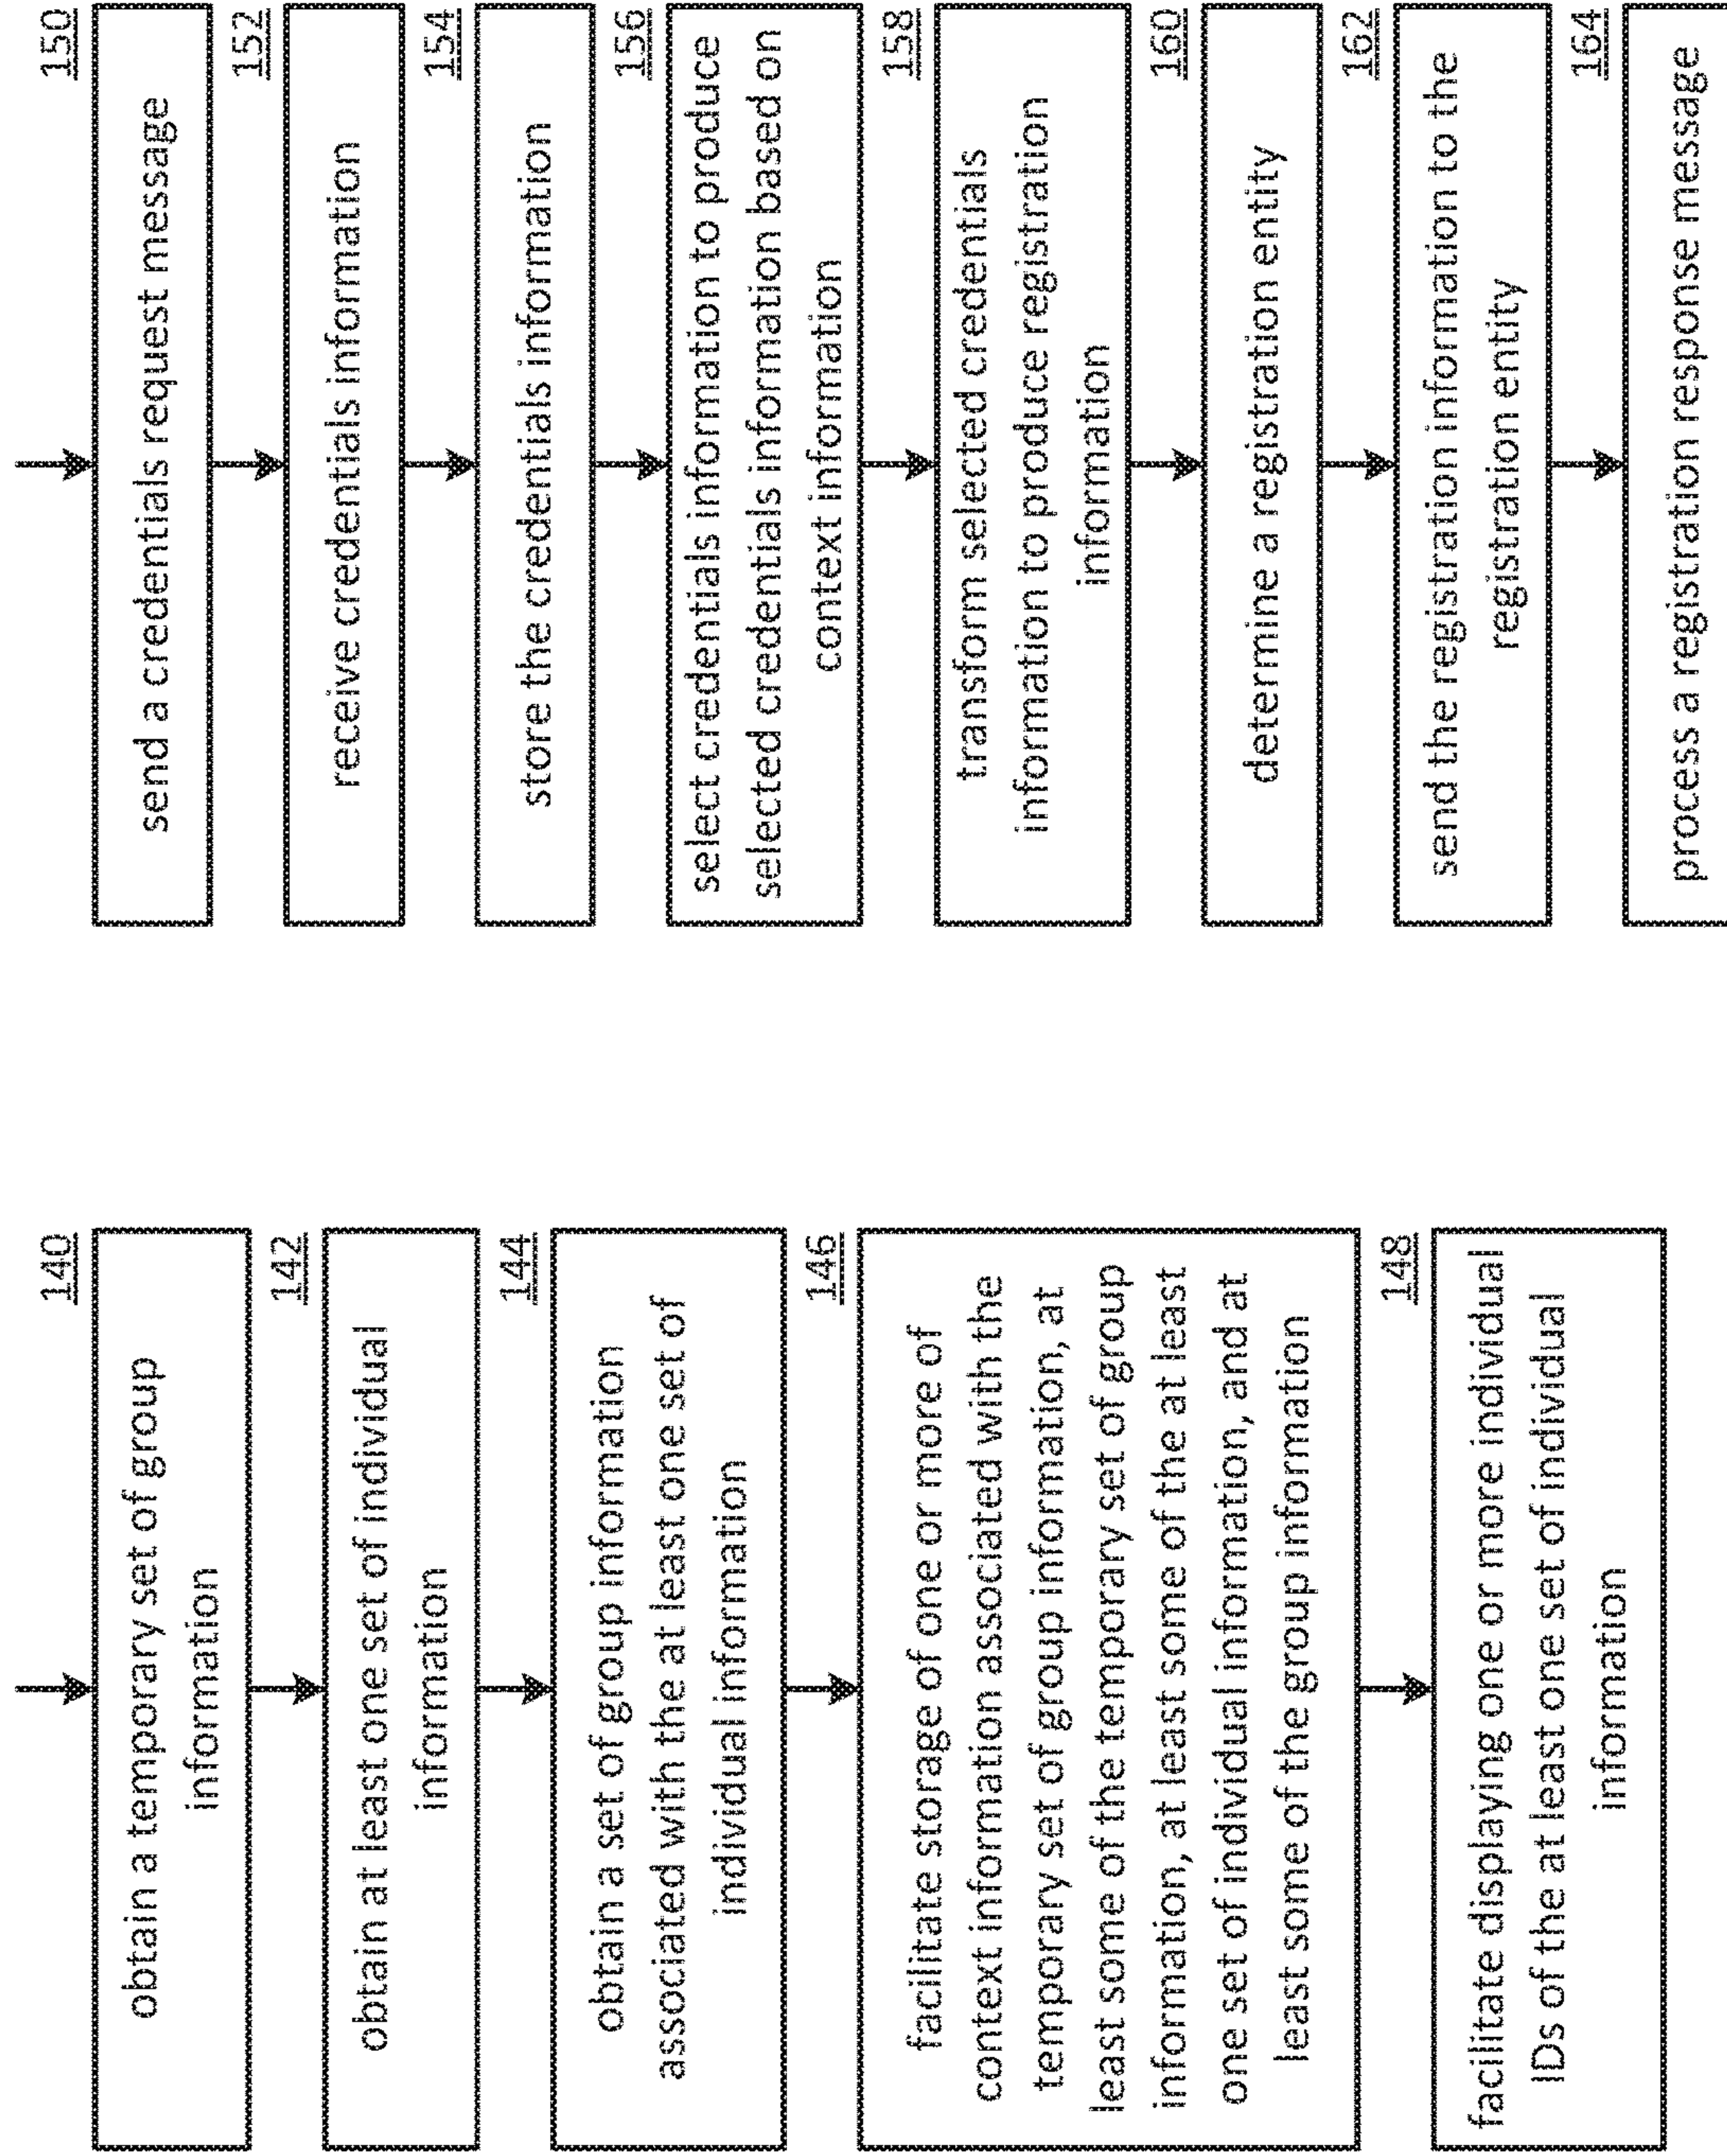 140
obtain a temporary set of group
information
142
obtain at least one set of individual
information
144
obtain a set of group information
associated with the at least one set of
individual information
146
facilitate storage of one or more of
context information associated with the
temporary set of group information, at
least some of the temporary set of group
information, at least some of the at least
one set of individual information, and at
least some of the group information
148
facilitate displaying one or more individual
IDs of the at least one set of individual
information
150
send a credentials request message
152
receive credentials information
154
store the credentials information
156
select credentials information to produce
selected credentials information based on
context information
158
transform selected credentials
information to produce registration
information
160
determine a registration entity
162
send the registration information to the
registration entity
164
process a registration response message